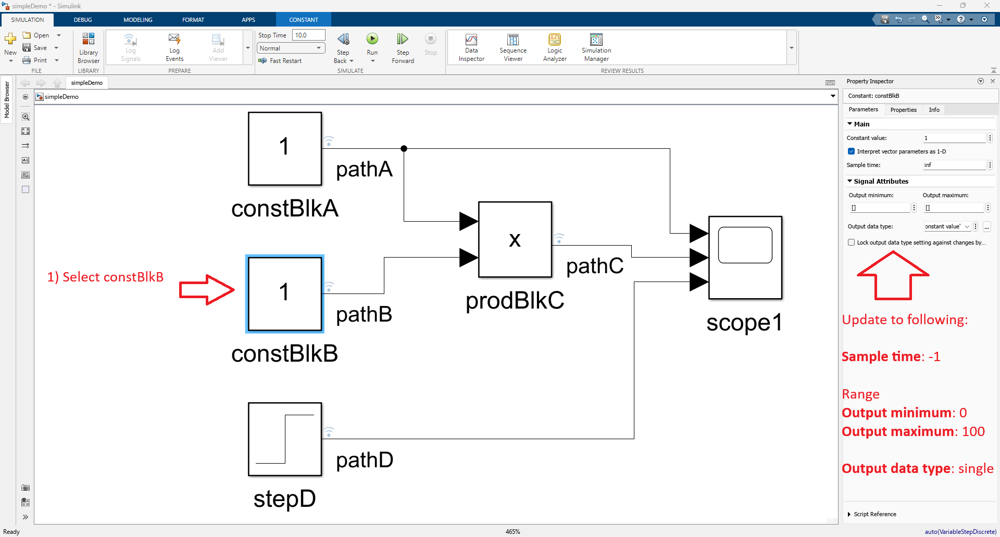 simpleDemo * - Simulink
SIMULATION DEBUG MODELING FORMAT APPS CONSTANT
New
Open
Save
Print
FILE
Library Browser
LIBRARY
Log Signals
Log Events
Add Viewer
PREPARE
Stop Time 10.0
Normal
Fast Restart
Step Back
Run
Step Forward
Stop
SIMULATE
Data Inspector
Sequence Viewer
Logic Analyzer
Simulation Manager
REVIEW RESULTS
Model Browser
simpleDemo
simpleDemo
1
pathA
constBlkA
1) Select constBlkB
1
pathB
constBlkB
x
pathC
prodBlkC
scope1
pathD
stepD
Property Inspector
Constant: constBlkB
Parameters Properties Info
Main
Constant value: 1
Interpret vector parameters as 1-D
Sample time: inf
Signal Attributes
Output minimum: Output maximum:
[] []
Output data type: onstant value' ...
Lock output data type setting against changes by...
Update to following:
Sample time: -1
Range
Output minimum: 0
Output maximum: 100
Output data type: single
Script Reference
Ready 465% auto(VariableStepDiscrete)